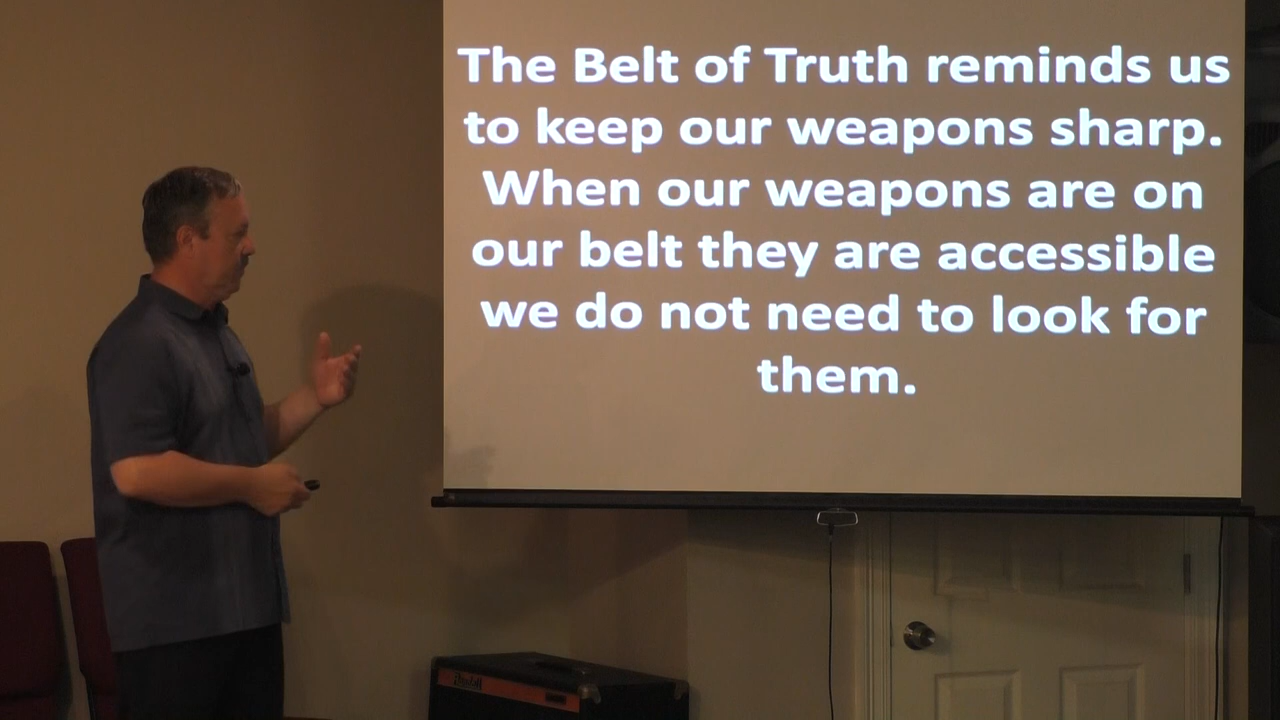 The Belt of Truth reminds us
to keep our weapons sharp.
When our weapons are on
our belt they are accessible
we do not need to look for
them.
Randall